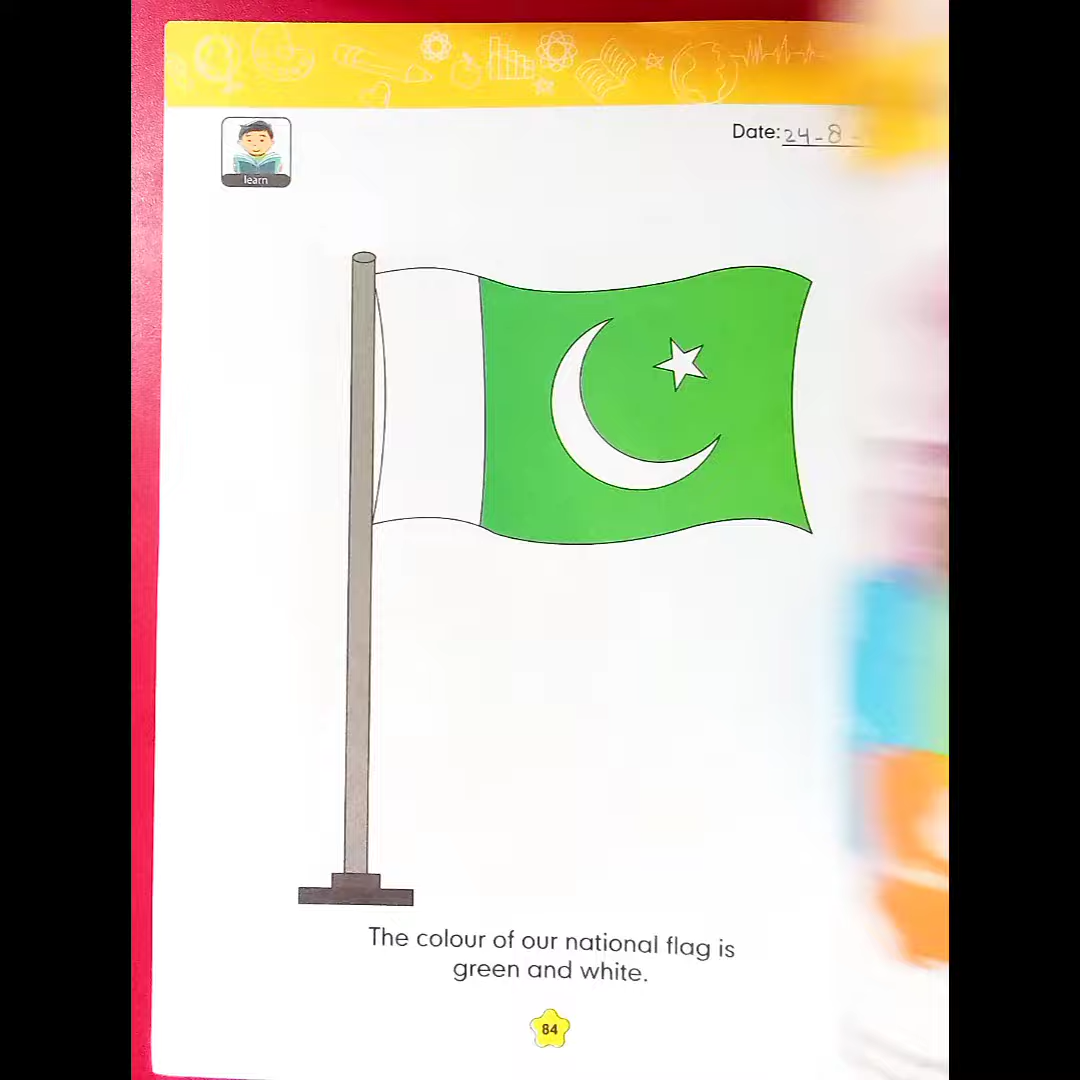 learn
Date: 24-8-
The colour of our national flag is
green and white.
84